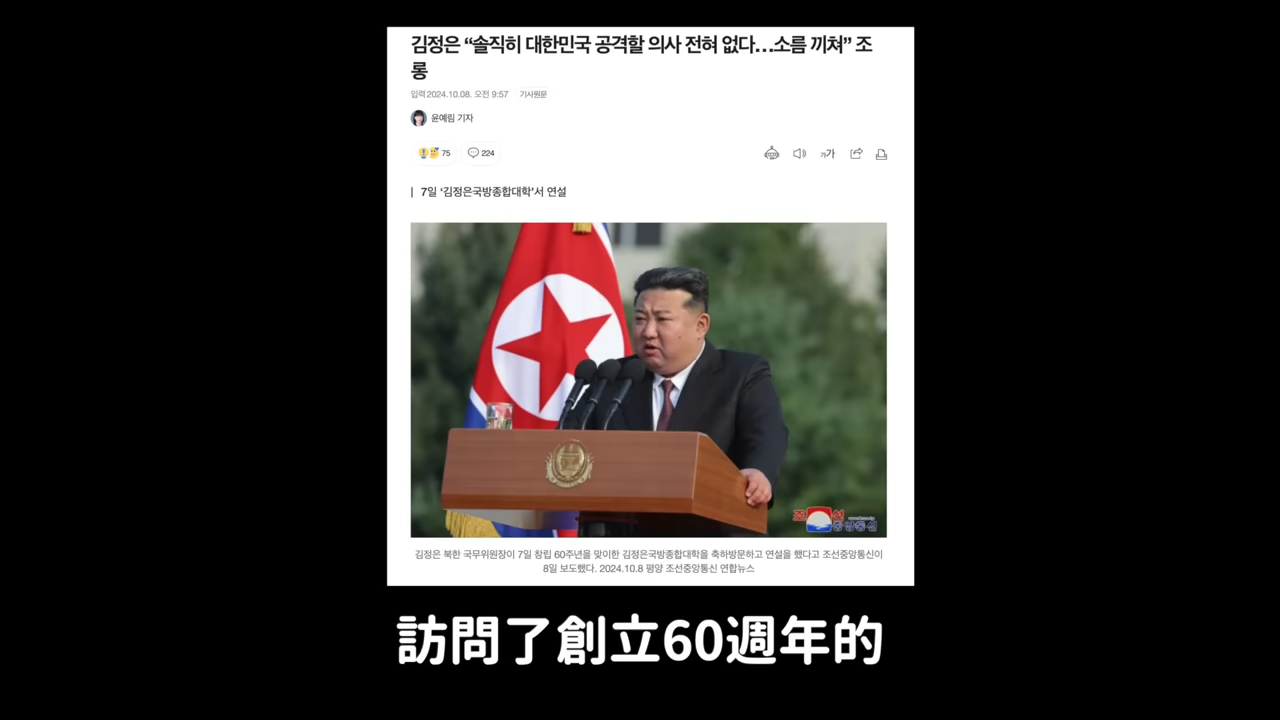 김정은 “솔직히 대한민국 공격할 의사 전혀 없다…소름 끼쳐” 조
롱
입력 2024.10.08. 오전 9:57 기사원문
윤예림 기자
75 224
가가
7일 ‘김정은국방종합대학’서 연설
조선
중앙통신
김정은 북한 국무위원장이 7일 창립 60주년을 맞이한 김정은국방종합대학을 축하방문하고 연설을 했다고 조선중앙통신이
8일 보도했다. 2024.10.8 평양 조선중앙통신 연합뉴스
訪問了創立60週年的